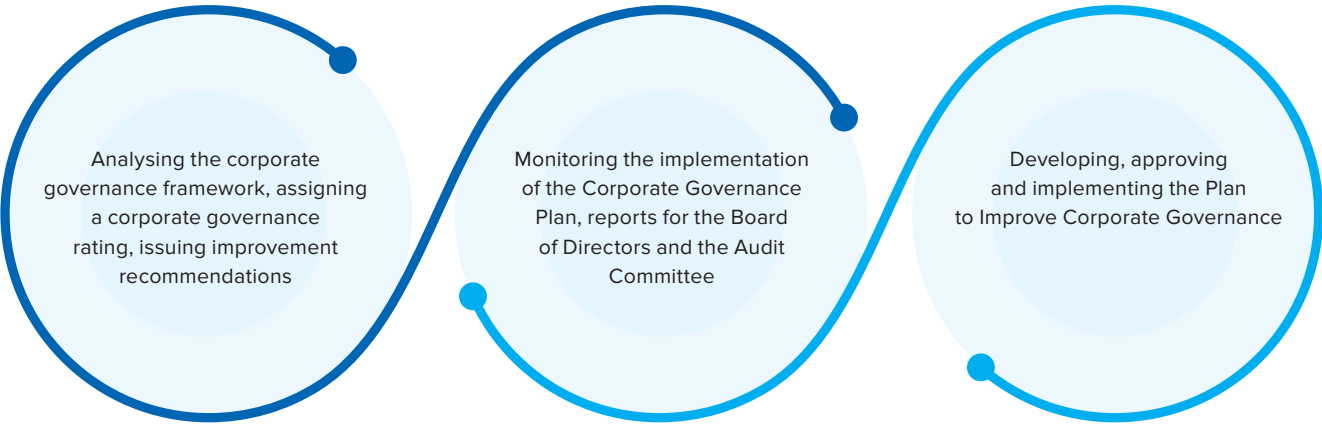 Analysing the corporate
governance framework, assigning
a corporate governance
rating, issuing improvement
recommendations
Monitoring the implementation
of the Corporate Governance
Plan, reports for the Board
of Directors and the Audit
Committee
Developing, approving
and implementing the Plan
to Improve Corporate Governance